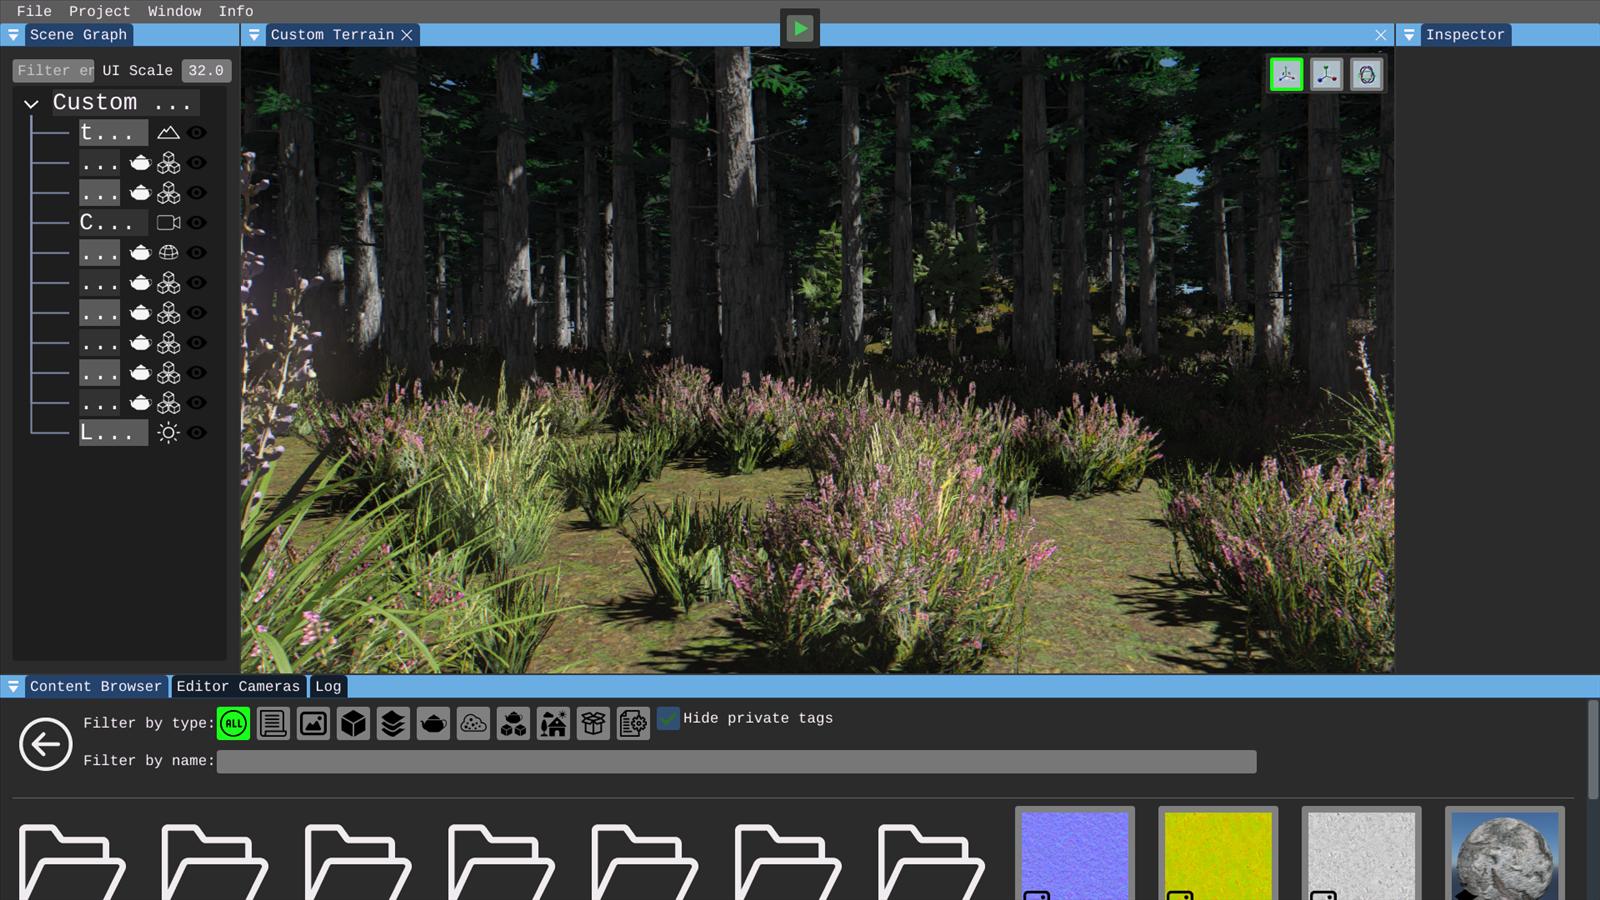 File Project Window Info
Scene Graph
Custom Terrain
Inspector
Filter er UI Scale 32.0
Custom ...
t...
...
...
C...
...
...
...
...
...
...
L...
Content Browser Editor Cameras Log
Filter by type: ALL Hide private tags
Filter by name: